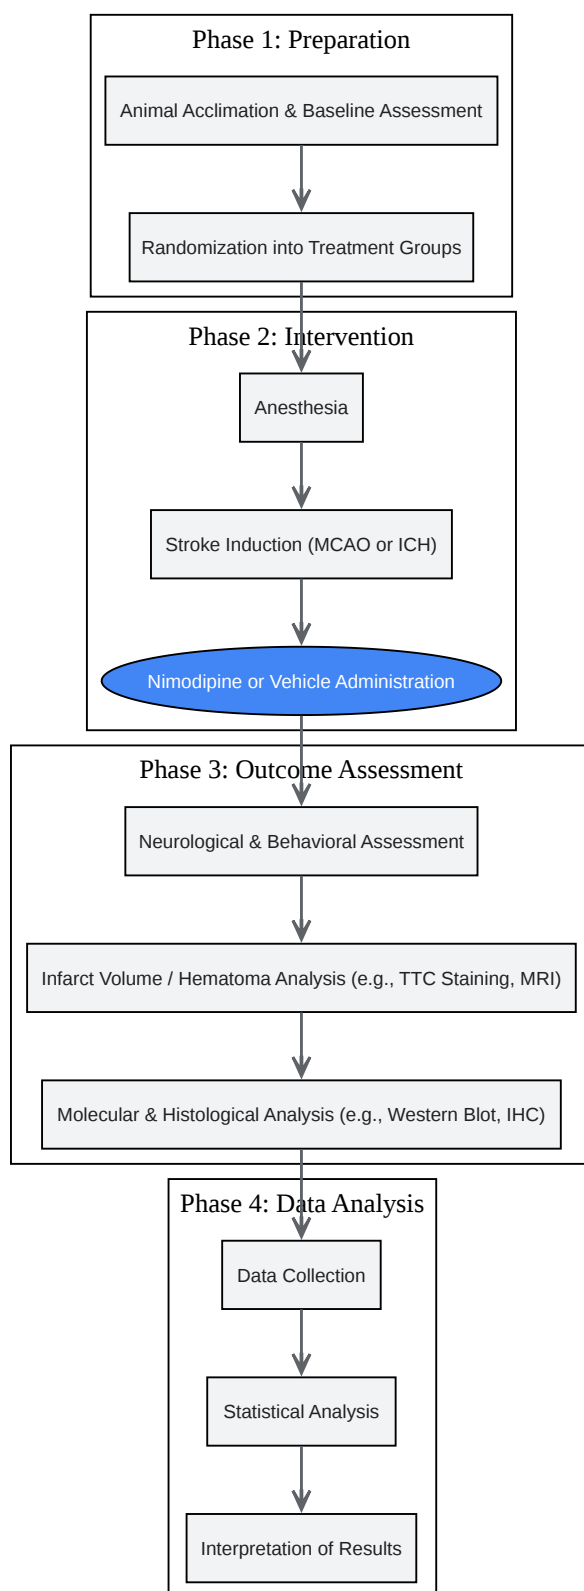 Phase 1: Preparation
Animal Acclimation & Baseline Assessment
Randomization into Treatment Groups
Phase 2: Intervention
Anesthesia
Stroke Induction (MCAO or ICH)
Nimodipine or Vehicle Administration
Phase 3: Outcome Assessment
Neurological & Behavioral Assessment
Infarct Volume / Hematoma Analysis (e.g., TTC Staining, MRI)
Molecular & Histological Analysis (e.g., Western Blot, IHC)
Phase 4: Data Analysis
Data Collection
Statistical Analysis
Interpretation of Results